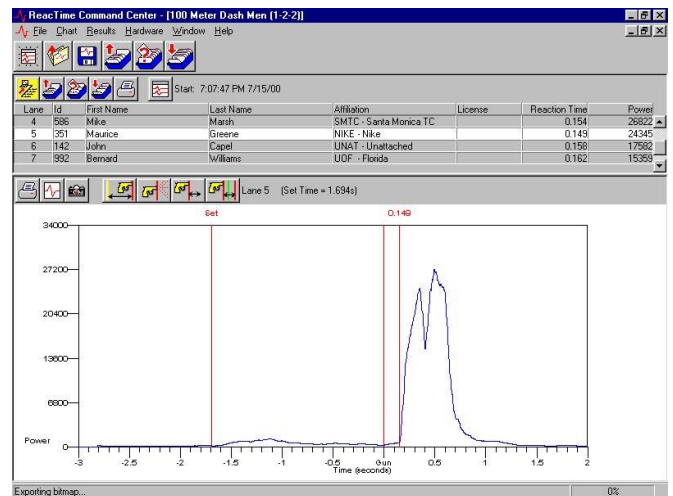 ReacTime Command Center - [100 Meter Dash Men (1-2-2)]
File Chart Results Hardware Window Help
Start: 7:07:47 PM 7/15/00
Lane Id First Name Last Name Affiliation License Reaction Time Power
4 586 Mike Marsh SMTC - Santa Monica TC 0.154 26822
5 351 Maurice Greene NIKE - Nike 0.149 24345
6 142 John Capel UNAT - Unattached 0.158 17582
7 992 Bernard Williams UOF - Florida 0.162 15359
Lane 5 (Set Time = 1.694s)
Set 0.149
34000
27200
20400
13600
6800
Power 0
-3 -2.5 -2 -1.5 -1 -0.5 Gun 0.5 1 1.5 2
Time (seconds)
Exporting bitmap... 0%